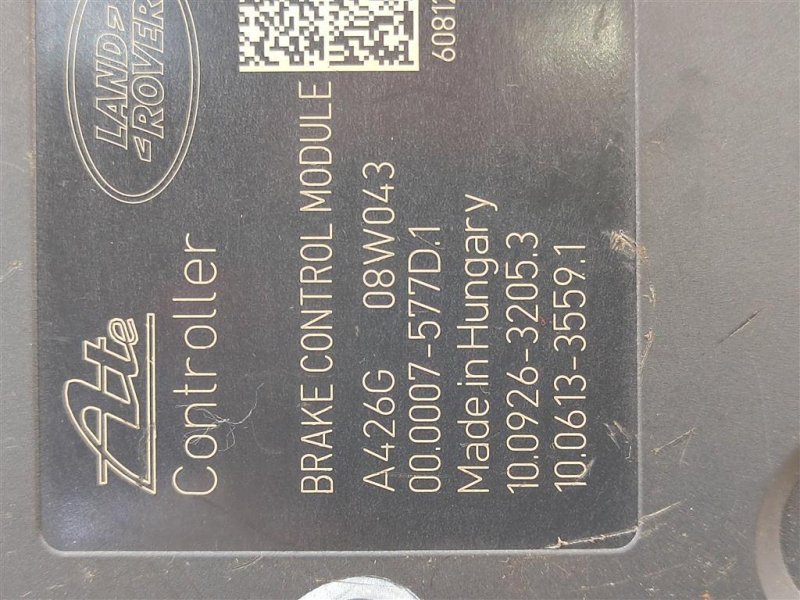 LAND
ROVER
Ate
Controller
60812
BRAKE CONTROL MODULE
A426G 08W043
00.0007-577D.1
Made in Hungary
10.0926-3205.3
10.0613-3559.1